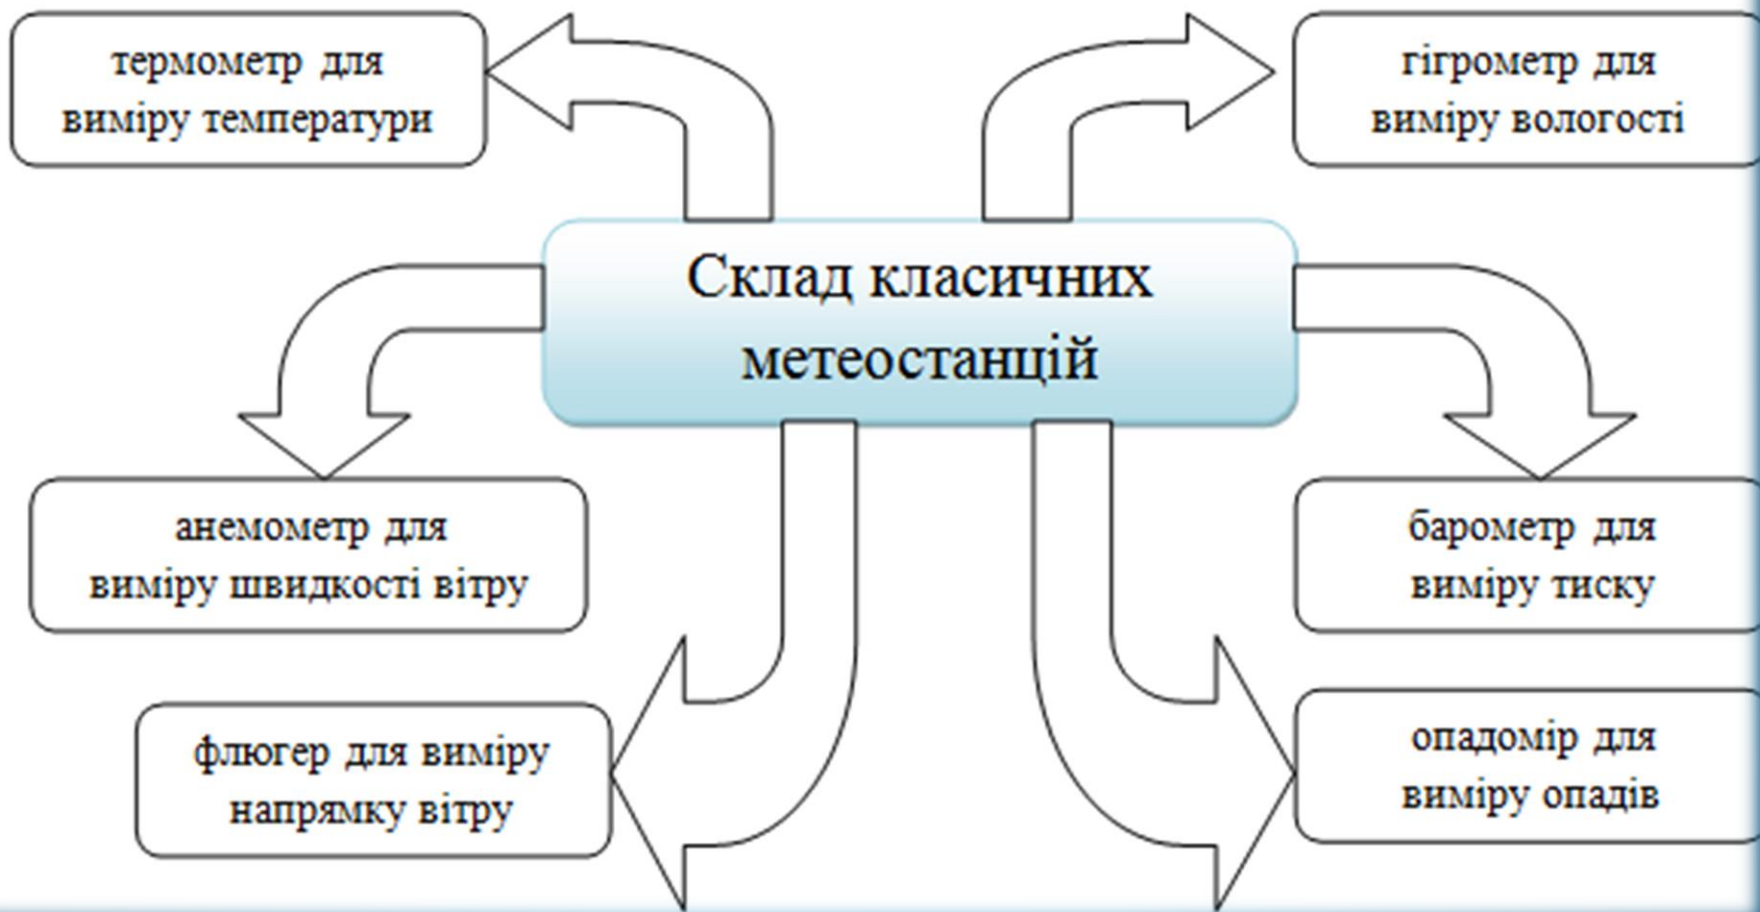 термометр для
виміру температури
гігрометр для
виміру вологості
Склад класичних
метеостанцій
анемометр для
виміру швидкості вітру
барометр для
виміру тиску
флюгер для виміру
напрямку вітру
опадомір для
виміру опадів